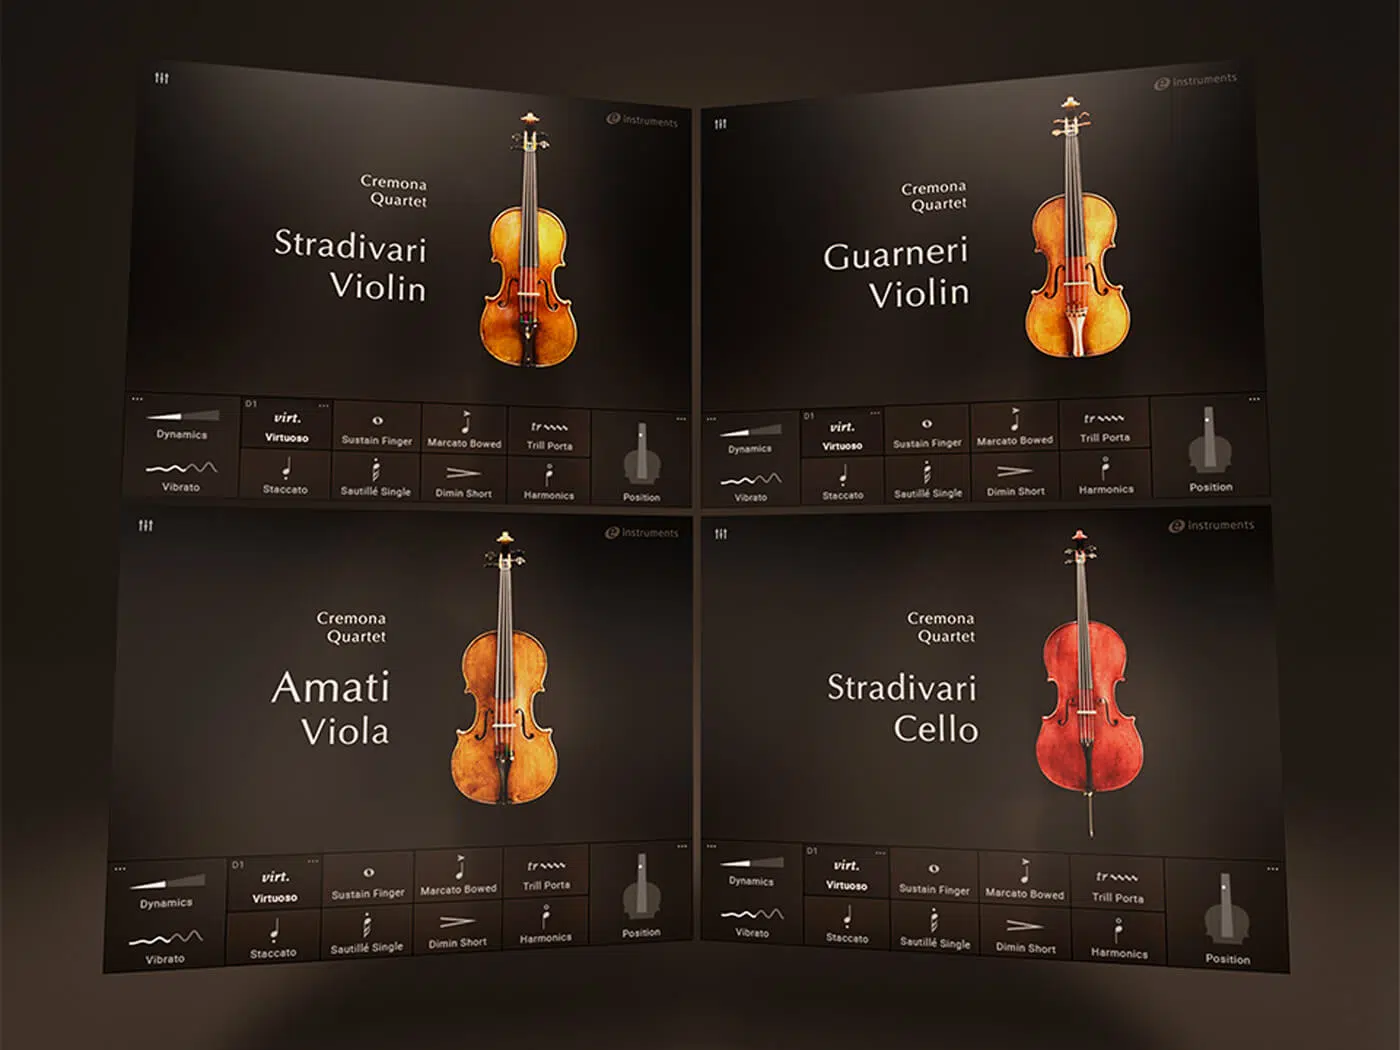 e instruments
Cremona
Quartet
Stradivari
Violin
Dynamics
Vibrato
D1
virt.
Virtuoso
Sustain Finger
Marcato Bowed
tr
Trill Porta
Staccato
Sautillé Single
Dimin Short
Harmonics
Position
e instruments
Cremona
Quartet
Guarneri
Violin
Dynamics
Vibrato
D1
virt.
Virtuoso
Sustain Finger
Marcato Bowed
tr
Trill Porta
Staccato
Sautillé Single
Dimin Short
Harmonics
Position
e instruments
Cremona
Quartet
Amati
Viola
Dynamics
Vibrato
D1
virt.
Virtuoso
Sustain Finger
Marcato Bowed
tr
Trill Porta
Staccato
Sautillé Single
Dimin Short
Harmonics
Position
e instruments
Cremona
Quartet
Stradivari
Cello
Dynamics
Vibrato
D1
virt.
Virtuoso
Sustain Finger
Marcato Bowed
tr
Trill Porta
Staccato
Sautillé Single
Dimin Short
Harmonics
Position